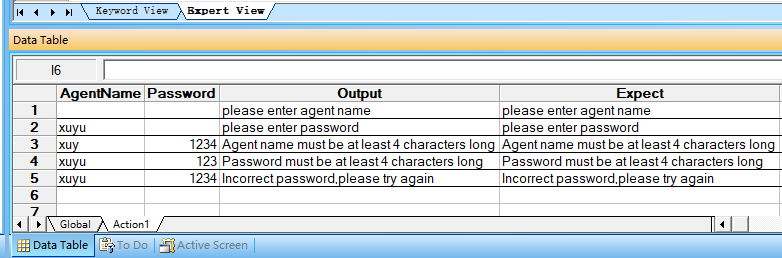 Keyword View Expert View
Data Table
I6
AgentName Password Output Expect
1 please enter agent name please enter agent name
2 xuyu please enter password please enter password
3 xuy 1234 Agent name must be at least 4 characters long Agent name must be at least 4 characters long
4 xuyu 123 Password must be at least 4 characters long Password must be at least 4 characters long
5 xuyu 1234 Incorrect password,please try again Incorrect password,please try again
6
7
Global Action1
Data Table To Do Active Screen